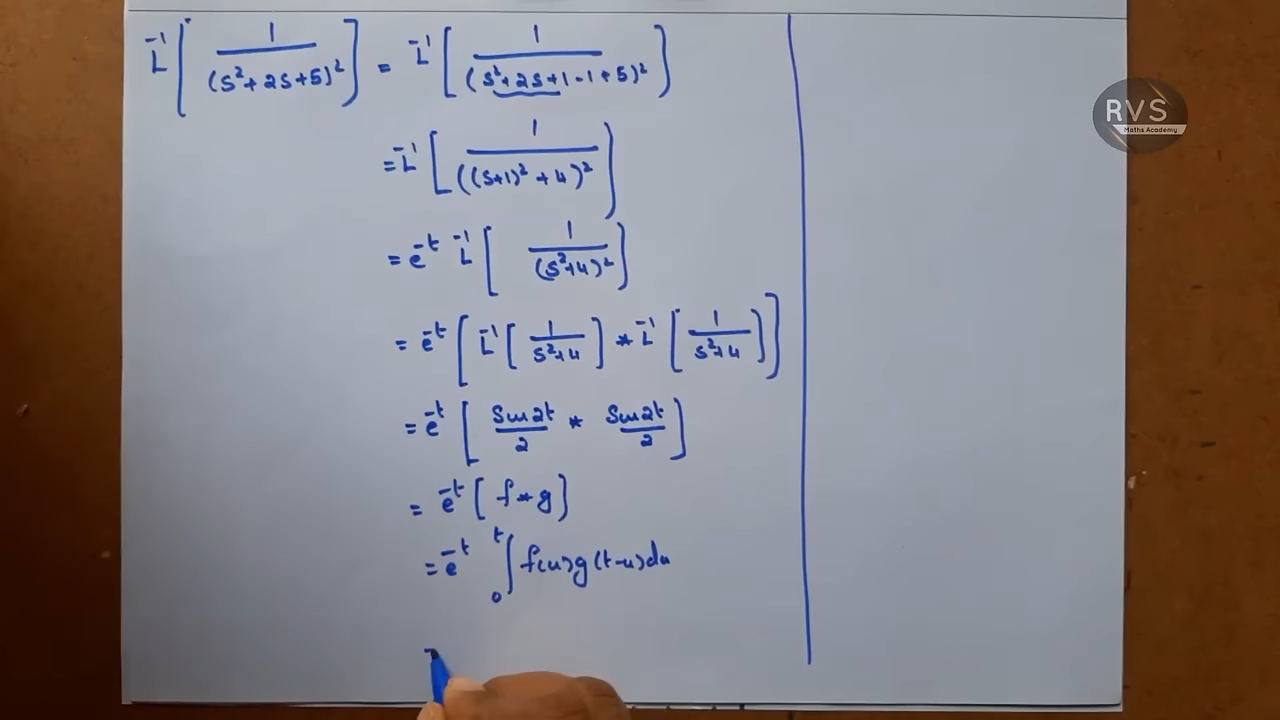 L⁻¹[ 1/(s²+2s+5)² ] = L⁻¹[ 1/(s²+2s+1-1+5)² ]
RVS
Maths Academy
= L⁻¹[ 1/((s+1)²+4)² ]
= e⁻ᵗ L⁻¹[ 1/(s²+4)² ]
= e⁻ᵗ [ L⁻¹[ 1/(s²+4) ] * L⁻¹[ 1/(s²+4) ] ]
= e⁻ᵗ [ Sin2t/2 * Sin2t/2 ]
= e⁻ᵗ [ f*g ]
= e⁻ᵗ ∫₀ᵗ f(u)g(t-u)du